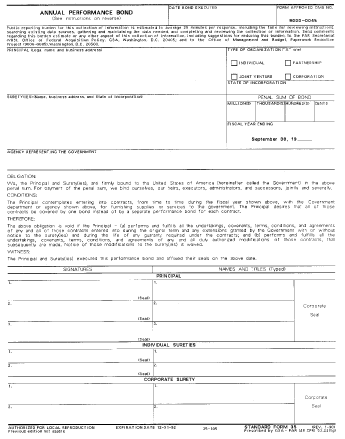 ANNUAL PERFORMANCE BOND
(See instructions on reverse)
DATE BOND EXECUTED
FORM APPROVED OMB NO.
9000-0045
Public reporting burden for this collection of information is estimated to average 25 minutes per response, including the time for reviewing instructions,
searching existing data sources, gathering and maintaining the data needed, and completing and reviewing the collection of information. Send comments
regarding this burden estimate or any other aspect of this collection of information, including suggestions for reducing this burden, to the FAR Secretariat
(VRS), Office of Federal Acquisition Policy, GSA, Washington, D.C. 20405; and to the Office of Management and Budget, Paperwork Reduction
Project (9000-0045), Washington, D.C. 20503.
PRINCIPAL (Legal name and business address)
TYPE OF ORGANIZATION
INDIVIDUAL
PARTNERSHIP
JOINT VENTURE
CORPORATION
STATE OF INCORPORATION
SURETY(IES) (Name, business address, and State of Incorporation)
PENAL SUM OF BOND
MILLION(S)
THOUSAND(S)
HUNDRED(S)
CENTS
FISCAL YEAR ENDING
September 30, 19
AGENCY REPRESENTING THE GOVERNMENT
OBLIGATION:
We, the Principal and Surety(ies), are firmly bound to the United States of America (hereinafter called the Government) in the above
penal sum. For payment of the penal sum, we bind ourselves, our heirs, executors, administrators, and successors, jointly and severally.
CONDITIONS:
The Principal contemplates entering into contracts, from time to time during the fiscal year shown above, with the Government
department or agency shown above, for furnishing supplies or services to the Government. The Principal desires that all of those
contracts be covered by one bond instead of by a separate performance bond for each contract.
THEREFORE:
The above obligation is void if the Principal - (a) performs and fulfills all the undertakings, covenants, terms, conditions, and agreements
of any and all of those contracts entered into during the original term and any extensions granted by the Government with or without
notice to the surety(ies) and during the life of any guaranty required under the contracts; and (b) performs and fulfills all the
undertakings, covenants, terms, conditions, and agreements of any and all duly authorized modifications of those contracts, that
subsequently are made. Notice of those modifications to the Surety(ies) is waived.
WITNESS:
The Principal and Surety(ies) executed this performance bond and affixed their seals on the above date.
SIGNATURES
NAMES AND TITLES (Typed)
PRINCIPAL
1.
1.
(Seal)
2.
2.
(Seal)
3.
3.
(Seal)
Corporate
Seal
INDIVIDUAL SURETIES
1.
1.
(Seal)
2.
2.
(Seal)
CORPORATE SURETY
1.
1.
2.
2.
Corporate
Seal
AUTHORIZED FOR LOCAL REPRODUCTION
Previous edition not usable
EXPIRATION DATE 12-31-92
STANDARD FORM 35
Prescribed by GSA - FAR (48 CFR)